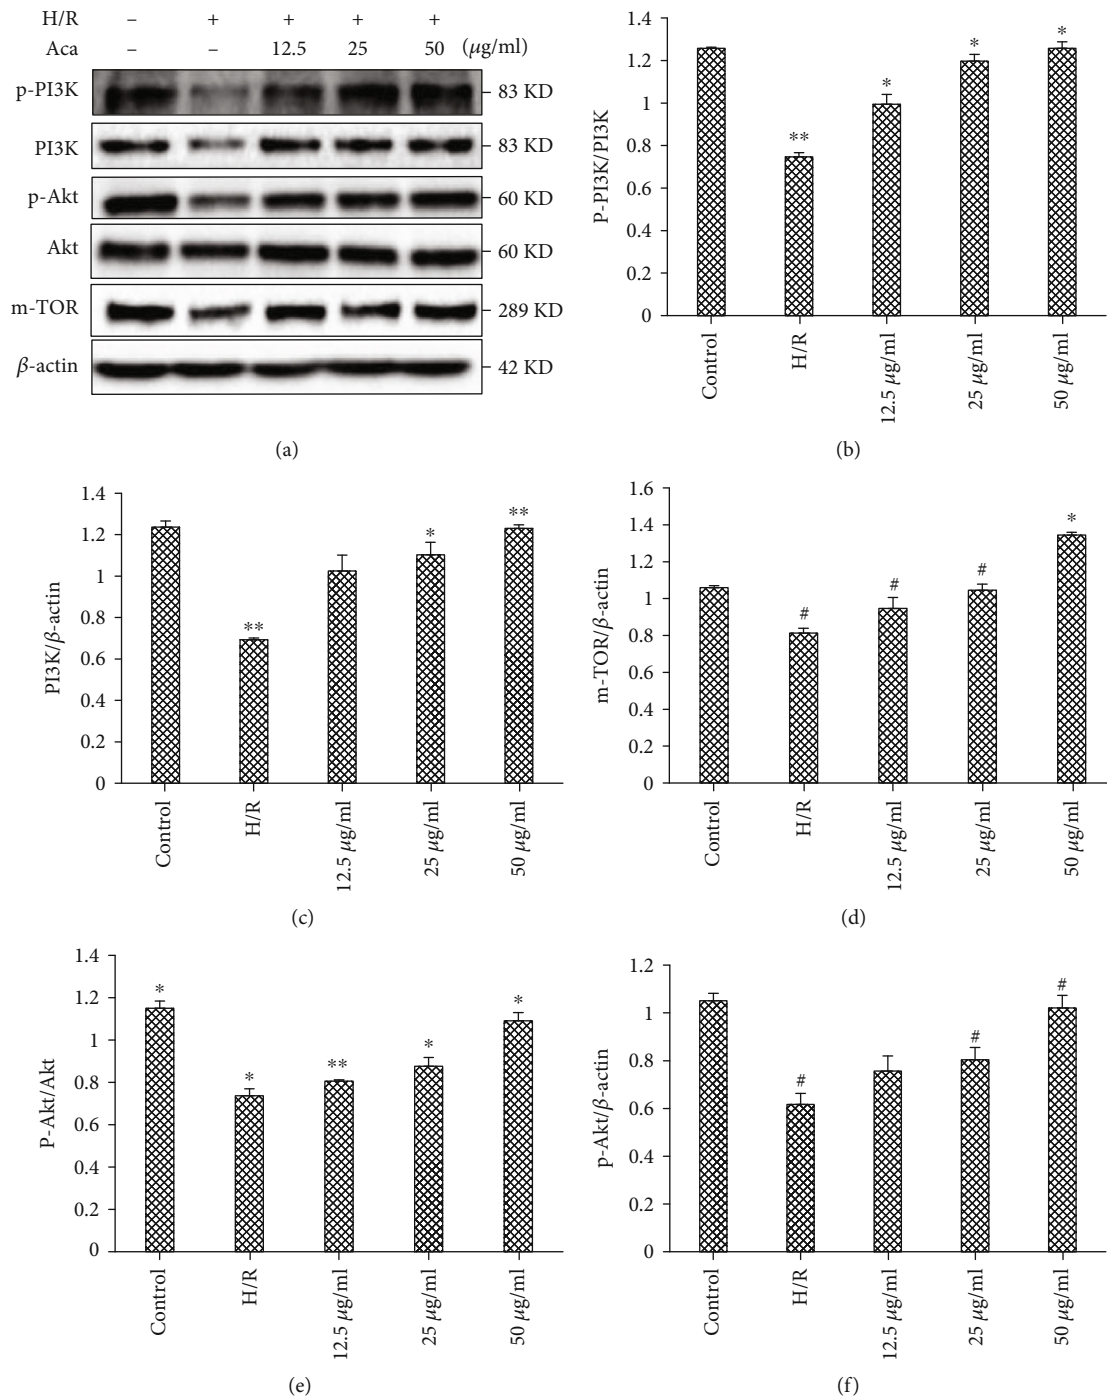 H/R – + + + +
Aca – – 12.5 25 50 (μg/ml)
p-PI3K 83 KD
PI3K 83 KD
p-Akt 60 KD
Akt 60 KD
m-TOR 289 KD
β-actin 42 KD
(a)
P-PI3K/PI3K
1.4
1.2
1
0.8
0.6
0.4
0.2
0
** * * *
Control H/R 12.5 μg/ml 25 μg/ml 50 μg/ml
(b)
PI3K/β-actin
1.4
1.2
1
0.8
0.6
0.4
0.2
0
** * **
Control H/R 12.5 μg/ml 25 μg/ml 50 μg/ml
(c)
m-TOR/β-actin
1.6
1.4
1.2
1
0.8
0.6
0.4
0.2
0
# # # *
Control H/R 12.5 μg/ml 25 μg/ml 50 μg/ml
(d)
P-Akt/Akt
1.4
1.2
1
0.8
0.6
0.4
0.2
0
* * ** * *
Control H/R 12.5 μg/ml 25 μg/ml 50 μg/ml
(e)
p-Akt/β-actin
1.2
1
0.8
0.6
0.4
0.2
0
# # #
Control H/R 12.5 μg/ml 25 μg/ml 50 μg/ml
(f)